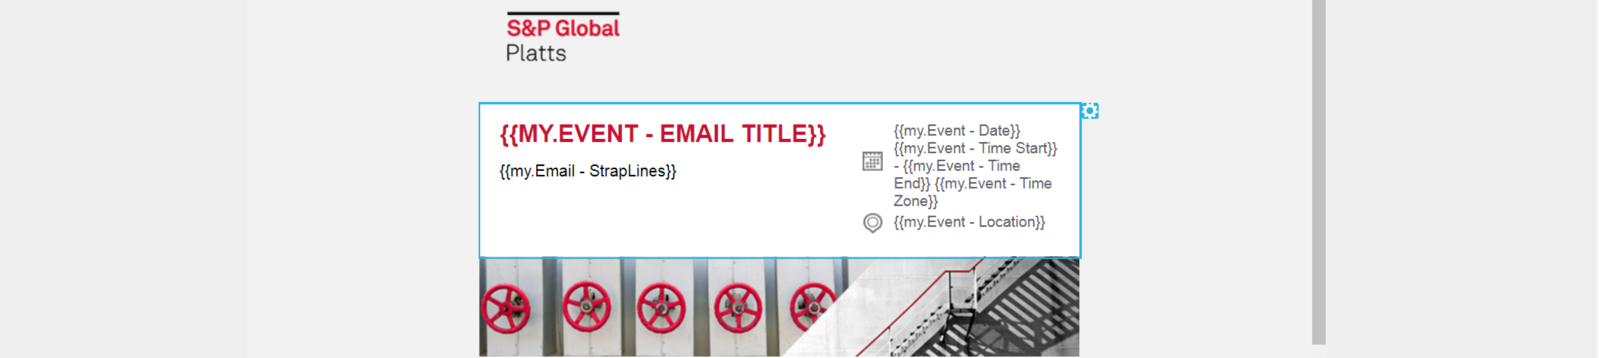 S&P Global
Platts
{{MY.EVENT - EMAIL TITLE}}
{{my.Email - StrapLines}}
{{my.Event - Date}}
{{my.Event - Time Start}}
- {{my.Event - Time
End}} {{my.Event - Time
Zone}}
{{my.Event - Location}}